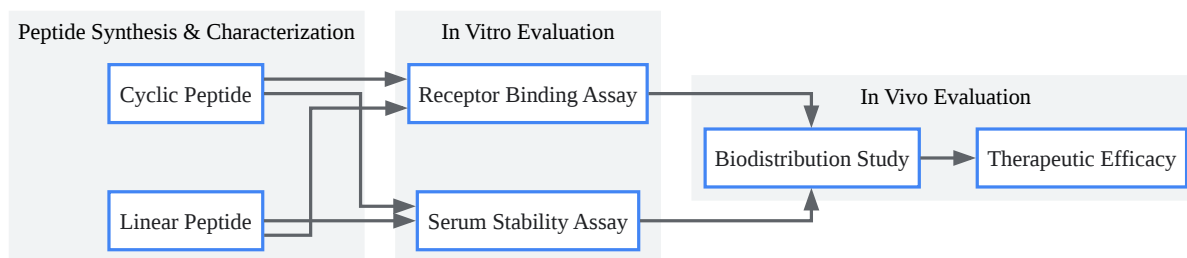 Peptide Synthesis & Characterization
Cyclic Peptide
Linear Peptide
In Vitro Evaluation
Receptor Binding Assay
Serum Stability Assay
In Vivo Evaluation
Biodistribution Study
Therapeutic Efficacy